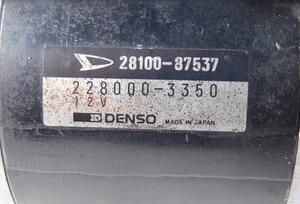 28100-87537
228000-3350
12V
DENSO MADE IN JAPAN